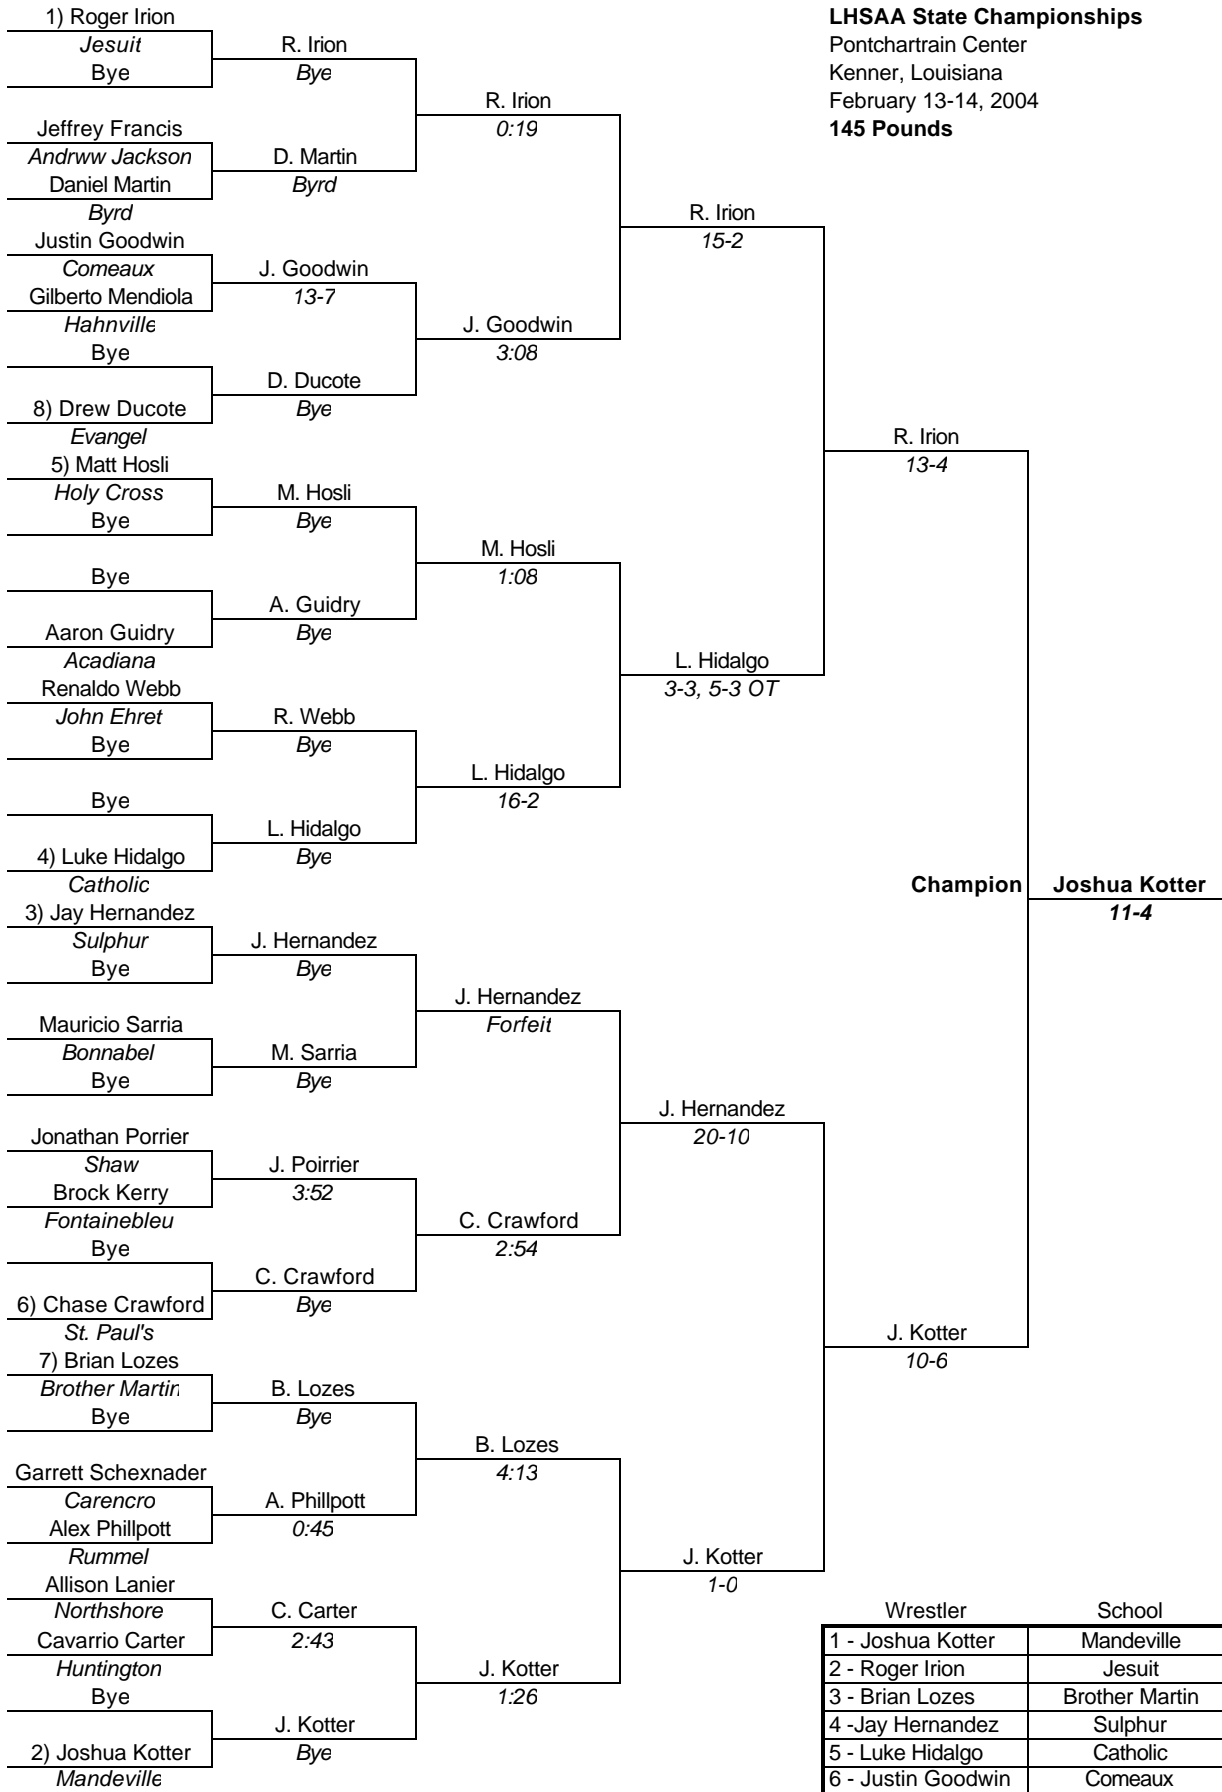 LHSAA State Championships
Pontchartrain Center
Kenner, Louisiana
February 13-14, 2004
145 Pounds
1) Roger Irion
Jesuit
Bye
Jeffrey Francis
Andrww Jackson
Daniel Martin
Byrd
Justin Goodwin
Comeaux
Gilberto Mendiola
Hahnville
Bye
8) Drew Ducote
Evangel
5) Matt Hosli
Holy Cross
Bye
Bye
Aaron Guidry
Acadiana
Renaldo Webb
John Ehret
Bye
Bye
4) Luke Hidalgo
Catholic
3) Jay Hernandez
Sulphur
Bye
Mauricio Sarria
Bonnabel
Bye
Jonathan Porrier
Shaw
Brock Kerry
Fontainebleu
Bye
6) Chase Crawford
St. Paul's
7) Brian Lozes
Brother Martin
Bye
Garrett Schexnader
Carencro
Alex Phillpott
Rummel
Allison Lanier
Northshore
Cavarrio Carter
Huntington
Bye
2) Joshua Kotter
Mandeville
R. Irion
Bye
D. Martin
Byrd
J. Goodwin
13-7
D. Ducote
Bye
M. Hosli
Bye
A. Guidry
Bye
R. Webb
Bye
L. Hidalgo
Bye
J. Hernandez
Bye
M. Sarria
Bye
J. Poirrier
3:52
C. Crawford
Bye
B. Lozes
Bye
A. Phillpott
0:45
C. Carter
2:43
J. Kotter
Bye
R. Irion
0:19
J. Goodwin
3:08
M. Hosli
1:08
L. Hidalgo
16-2
J. Hernandez
Forfeit
C. Crawford
2:54
B. Lozes
4:13
J. Kotter
1:26
R. Irion
15-2
L. Hidalgo
3-3, 5-3 OT
J. Hernandez
20-10
J. Kotter
1-0
R. Irion
13-4
J. Kotter
10-6
Champion Joshua Kotter
11-4
Wrestler School
1 - Joshua Kotter Mandeville
2 - Roger Irion Jesuit
3 - Brian Lozes Brother Martin
4 -Jay Hernandez Sulphur
5 - Luke Hidalgo Catholic
6 - Justin Goodwin Comeaux